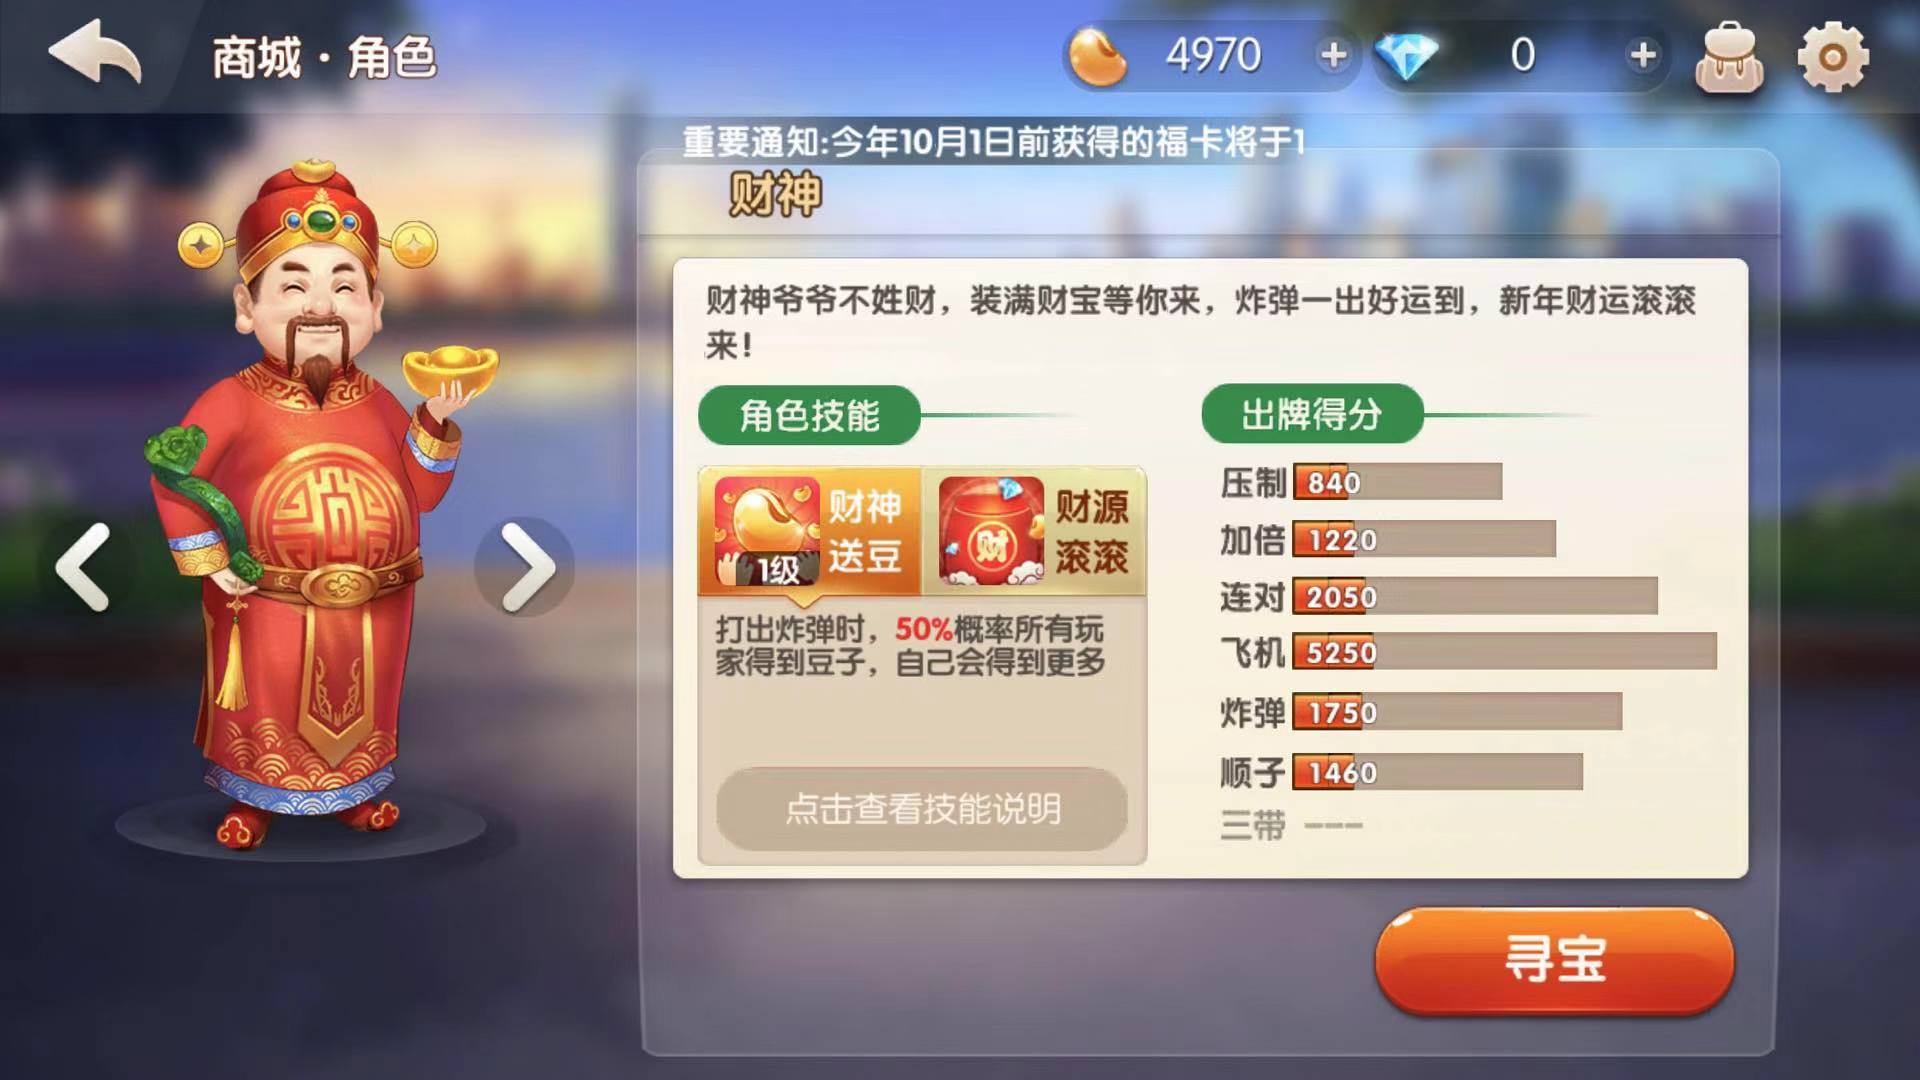 商城·角色
4970
0
重要通知:今年10月1日前获得的福卡将于1
财神
财神爷爷不姓财，装满财宝等你来，炸弹一出好运到，新年财运滚滚
来！
角色技能
财神
送豆
1级
财
财源
滚滚
打出炸弹时，50%概率所有玩
家得到豆子，自己会得到更多
点击查看技能说明
出牌得分
压制 840
加倍 1220
连对 2050
飞机 5250
炸弹 1750
顺子 1460
三带 ---
寻宝